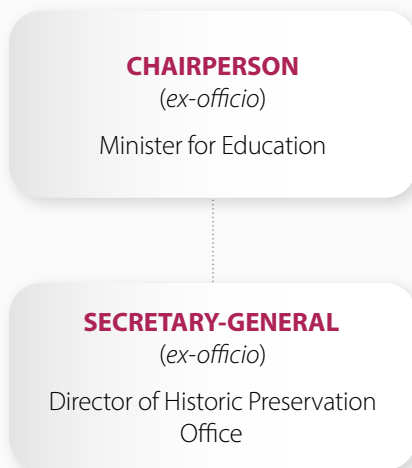 CHAIRPERSON
(ex-officio)
Minister for Education
SECRETARY-GENERAL
(ex-officio)
Director of Historic Preservation
Office